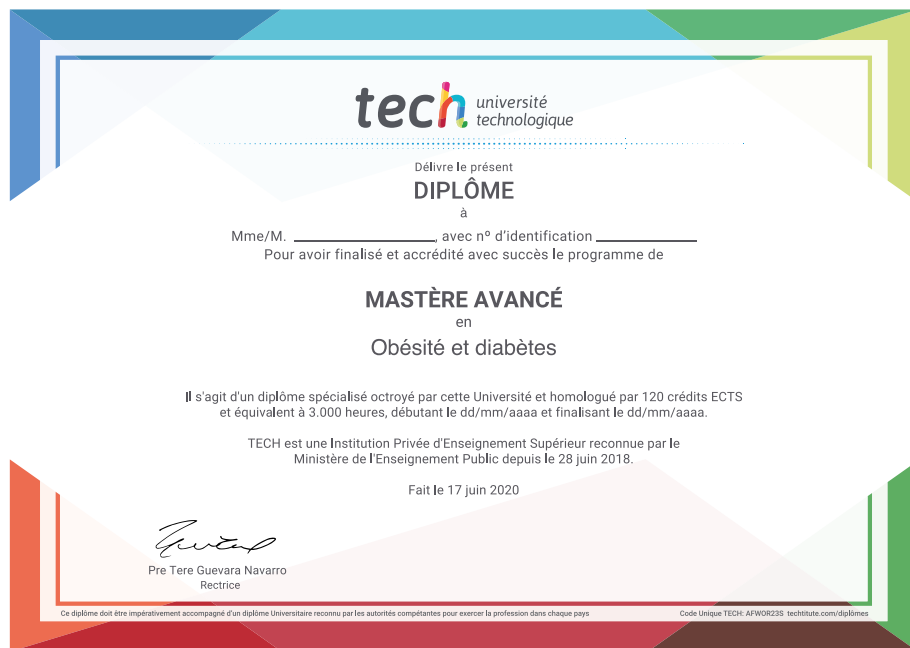 tech université
technologique
Délivre le présent
DIPLÔME
à
Mme/M. ______________, avec nº d'identification __________
Pour avoir finalisé et accrédité avec succès le programme de
MASTÈRE AVANCÉ
en
Obésité et diabètes
Il s'agit d'un diplôme spécialisé octroyé par cette Université et homologué par 120 crédits ECTS
et équivalent à 3.000 heures, débutant le dd/mm/aaaa et finalisant le dd/mm/aaaa.
TECH est une Institution Privée d'Enseignement Supérieur reconnue par le
Ministère de l'Enseignement Public depuis le 28 juin 2018.
Fait le 17 juin 2020
Pre Tere Guevara Navarro
Rectrice
Ce diplôme doit être impérativement accompagné d'un diplôme Universitaire reconnu par les autorités compétantes pour exercer la profession dans chaque pays
Code Unique TECH: AFWOR23S techtitute.com/diplômes